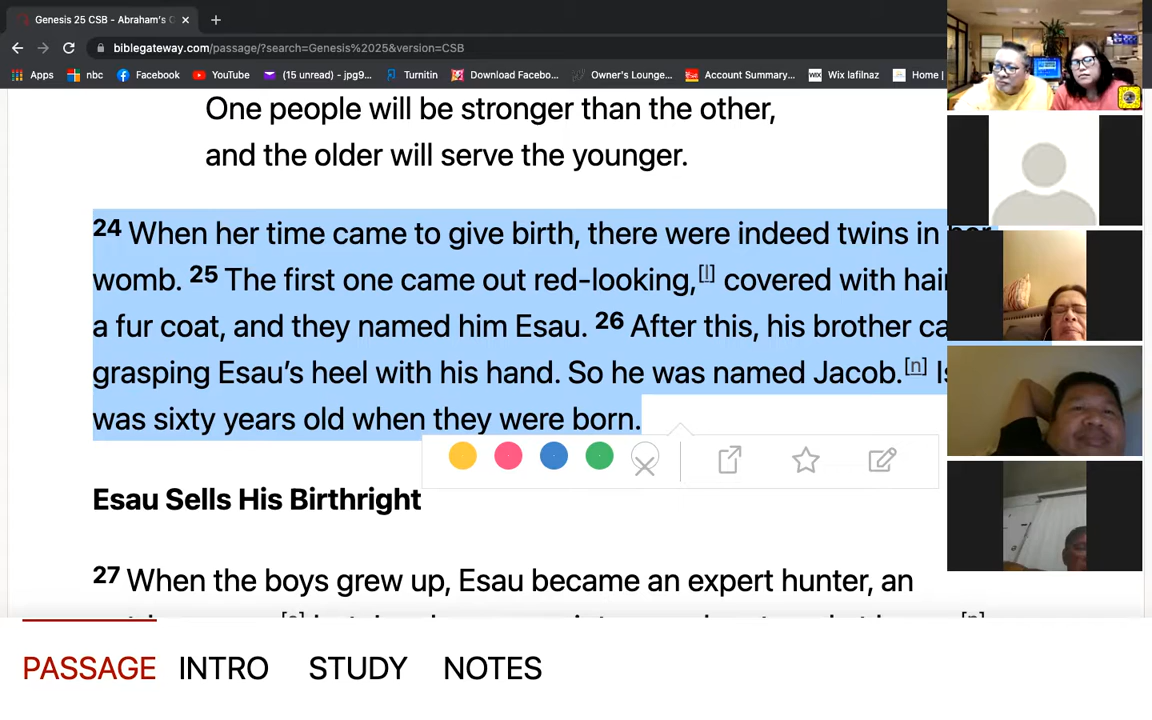 Genesis 25 CSB - Abraham's
biblegateway.com/passage/?search=Genesis%2025&version=CSB
Apps nbc Facebook YouTube (15 unread) - jpg9... Turnitin Download Facebo... Owner's Lounge... Account Summary... WIX Wix lafilnaz Home |
One people will be stronger than the other,
and the older will serve the younger.
24 When her time came to give birth, there were indeed twins in her
womb. 25 The first one came out red-looking,[l] covered with hair
a fur coat, and they named him Esau. 26 After this, his brother ca
grasping Esau's heel with his hand. So he was named Jacob.[n] Is
was sixty years old when they were born.
Esau Sells His Birthright
27 When the boys grew up, Esau became an expert hunter, an
PASSAGE INTRO STUDY NOTES